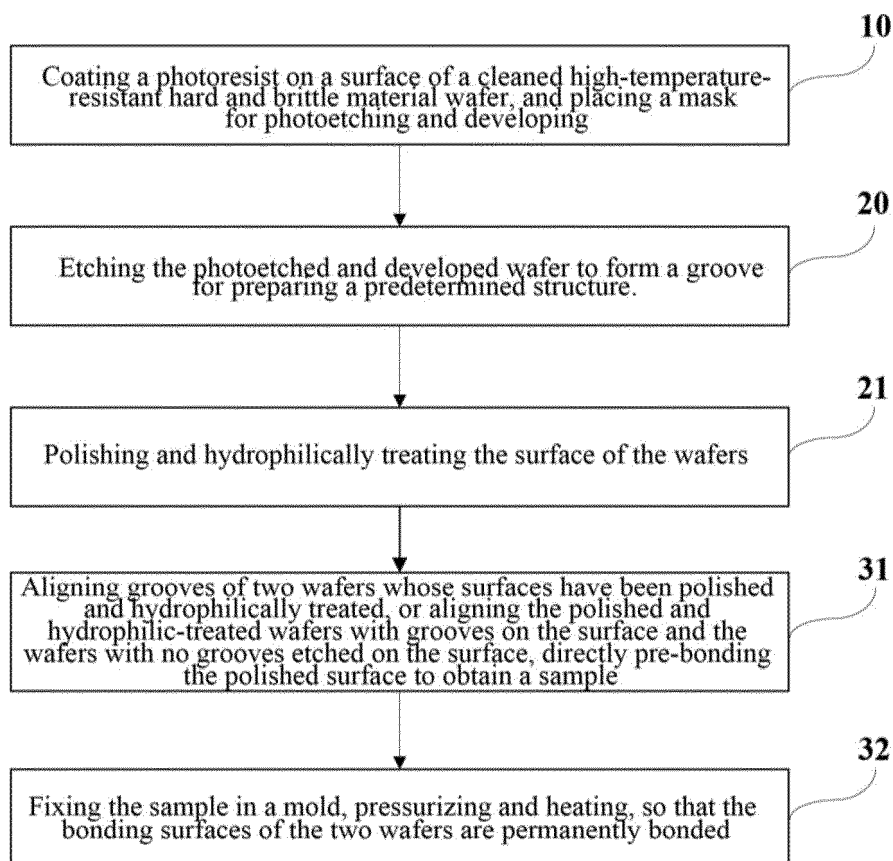 10
Coating a photoresist on a surface of a cleaned high-temperature-
resistant hard and brittle material wafer, and placing a mask
for photoetching and developing
20
Etching the photoetched and developed wafer to form a groove
for preparing a predetermined structure.
21
Polishing and hydrophilically treating the surface of the wafers
31
Aligning grooves of two wafers whose surfaces have been polished
and hydrophilically treated, or aligning the polished and
hydrophilic-treated wafers with grooves on the surface and the
wafers with no grooves etched on the surface, directly pre-bonding
the polished surface to obtain a sample
32
Fixing the sample in a mold, pressurizing and heating, so that the
bonding surfaces of the two wafers are permanently bonded